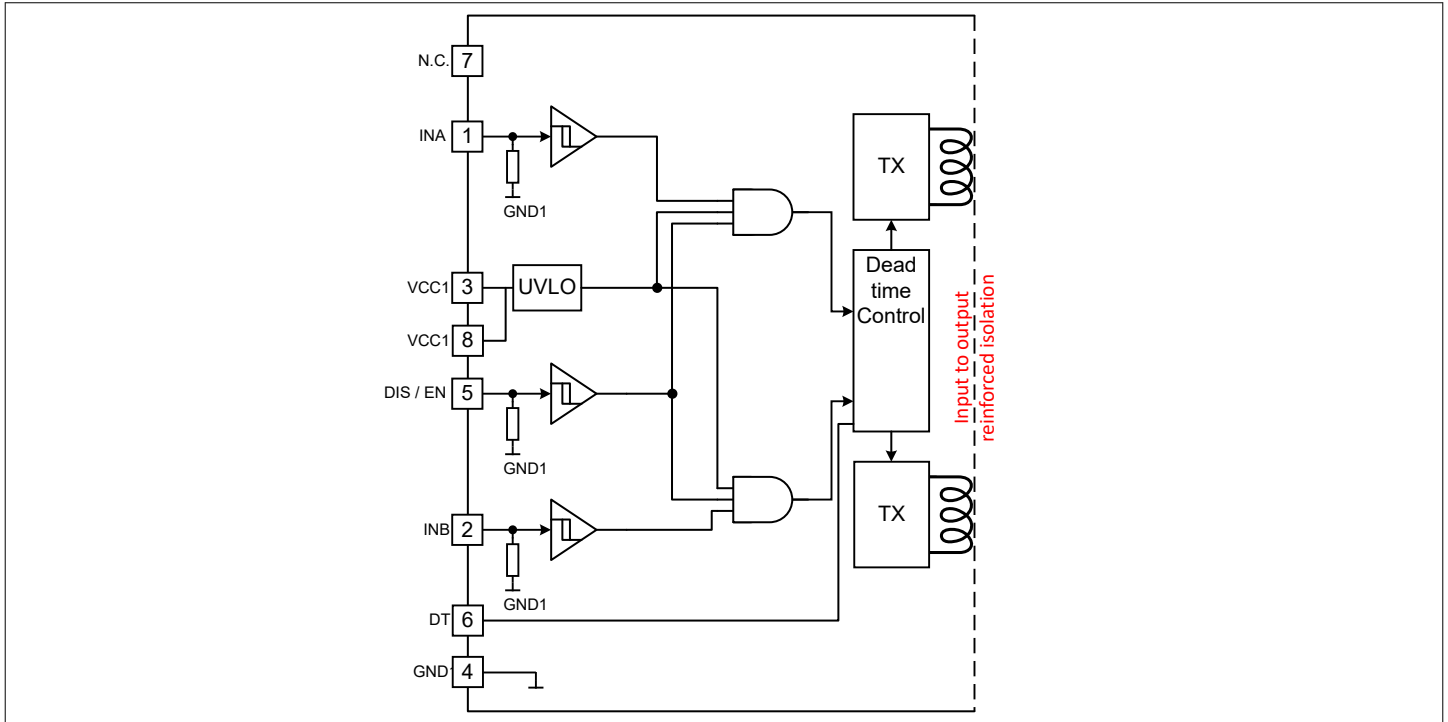 N.C. 7
INA 1
GND1
VCC1 3
UVLO
VCC1 8
DIS / EN 5
GND1
INB 2
GND1
DT 6
GND1 4
TX
Dead
time
Control
TX
Input to output
reinforced isolation